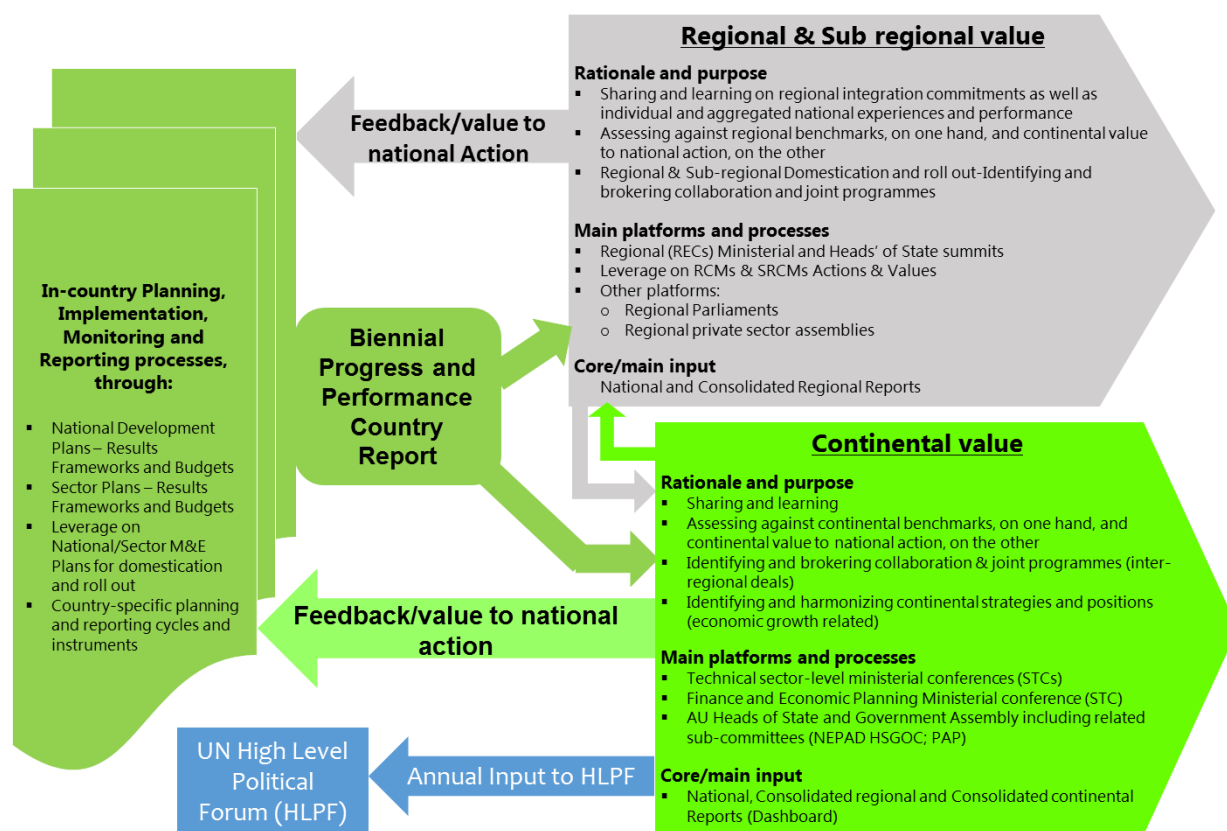 Regional & Sub regional value
Rationale and purpose
▪ Sharing and learning on regional integration commitments as well as
individual and aggregated national experiences and performance
▪ Assessing against regional benchmarks, on one hand, and continental value
to national action, on the other
▪ Regional & Sub-regional Domestication and roll out-Identifying and
brokering collaboration and joint programmes
Main platforms and processes
▪ Regional (RECs) Ministerial and Heads' of State summits
▪ Leverage on RCMs & SRCMs Actions & Values
▪ Other platforms:
o Regional Parliaments
o Regional private sector assemblies
Core/main input
National and Consolidated Regional Reports
Feedback/value to
national Action
In-country Planning,
Implementation,
Monitoring and
Reporting processes,
through:
▪ National Development
Plans – Results
Frameworks and Budgets
▪ Sector Plans – Results
Frameworks and Budgets
▪ Leverage on
National/Sector M&E
Plans for domestication
and roll out
▪ Country-specific planning
and reporting cycles and
instruments
Biennial
Progress and
Performance
Country
Report
Continental value
Rationale and purpose
▪ Sharing and learning
▪ Assessing against continental benchmarks, on one hand, and
continental value to national action, on the other
▪ Identifying and brokering collaboration & joint programmes (inter-
regional deals)
▪ Identifying and harmonizing continental strategies and positions
(economic growth related)
Main platforms and processes
▪ Technical sector-level ministerial conferences (STCs)
▪ Finance and Economic Planning Ministerial conference (STC)
▪ AU Heads of State and Government Assembly including related
sub-committees (NEPAD HSGOC; PAP)
Core/main input
▪ National, Consolidated regional and Consolidated continental
Reports (Dashboard)
Feedback/value to national
action
Annual Input to HLPF
UN High Level
Political
Forum (HLPF)